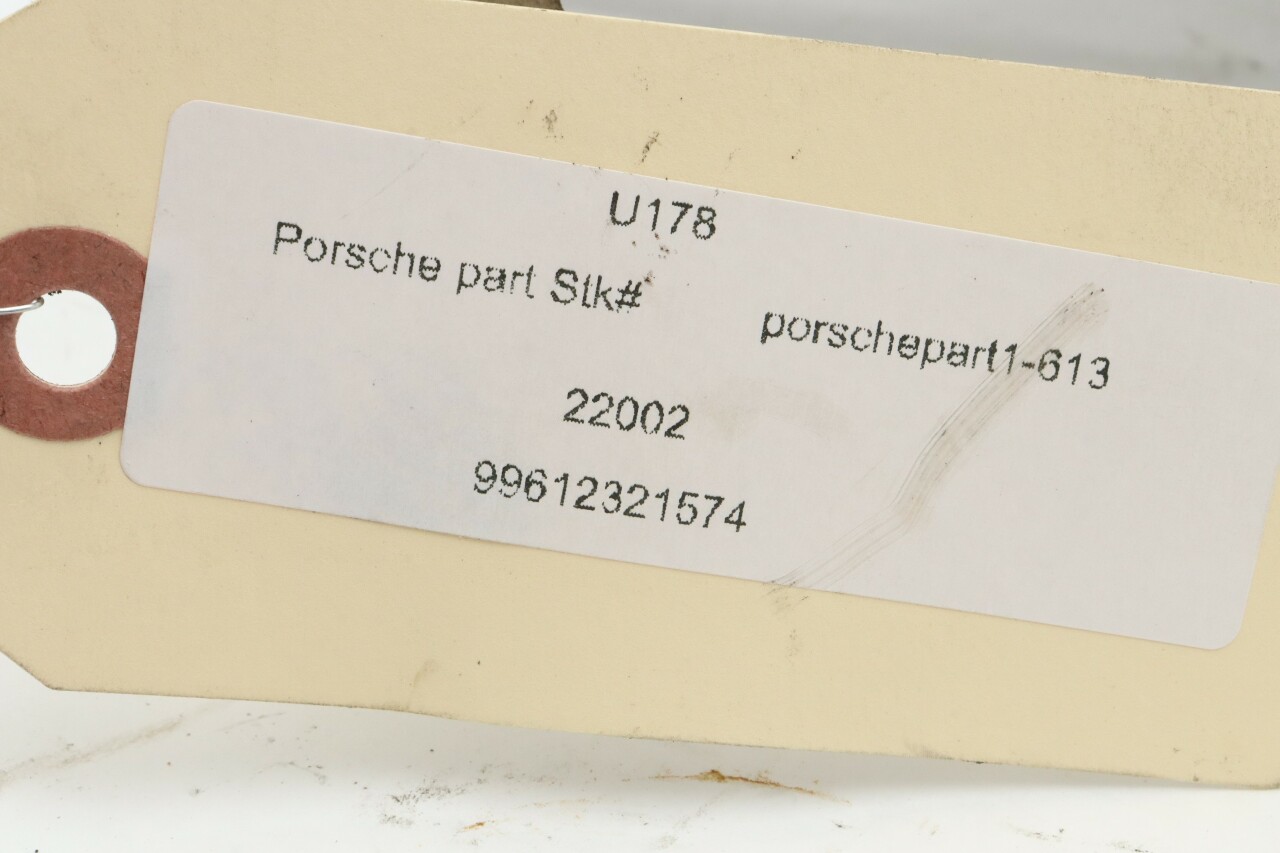 U178
Porsche part Stk# porschepart1-613
22002
99612321574